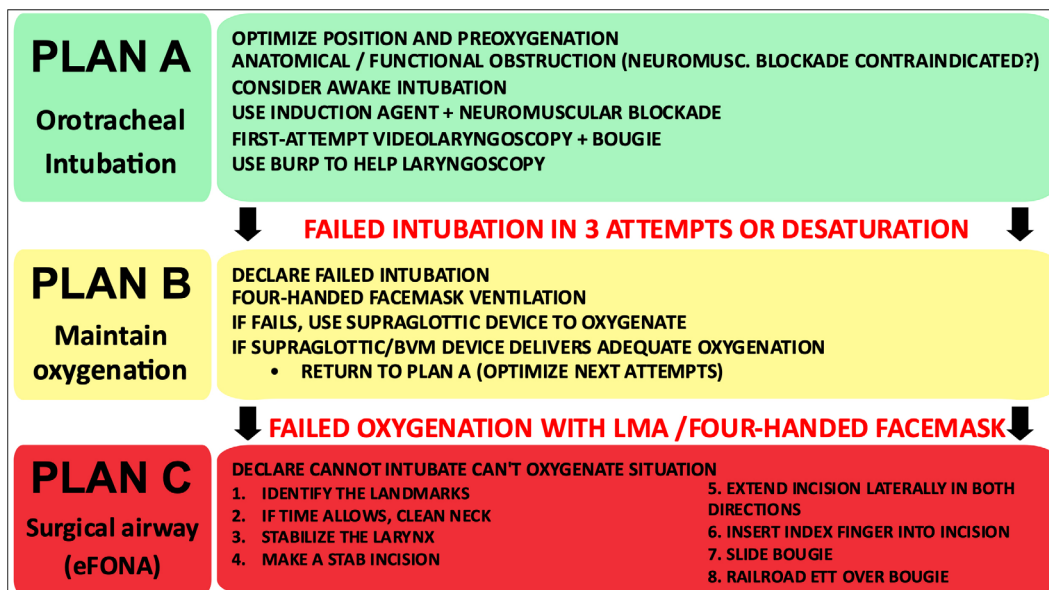 PLAN A
Orotracheal
Intubation
OPTIMIZE POSITION AND PREOXYGENATION
ANATOMICAL / FUNCTIONAL OBSTRUCTION (NEUROMUSC. BLOCKADE CONTRAINDICATED?)
CONSIDER AWAKE INTUBATION
USE INDUCTION AGENT + NEUROMUSCULAR BLOCKADE
FIRST-ATTEMPT VIDEOLARYNGOSCOPY + BOUGIE
USE BURP TO HELP LARYNGOSCOPY
FAILED INTUBATION IN 3 ATTEMPTS OR DESATURATION
PLAN B
Maintain
oxygenation
DECLARE FAILED INTUBATION
FOUR-HANDED FACEMASK VENTILATION
IF FAILS, USE SUPRAGLOTTIC DEVICE TO OXYGENATE
IF SUPRAGLOTTIC/BVM DEVICE DELIVERS ADEQUATE OXYGENATION
• RETURN TO PLAN A (OPTIMIZE NEXT ATTEMPTS)
FAILED OXYGENATION WITH LMA /FOUR-HANDED FACEMASK
PLAN C
Surgical airway
(eFONA)
DECLARE CANNOT INTUBATE CAN'T OXYGENATE SITUATION
1. IDENTIFY THE LANDMARKS
2. IF TIME ALLOWS, CLEAN NECK
3. STABILIZE THE LARYNX
4. MAKE A STAB INCISION
5. EXTEND INCISION LATERALLY IN BOTH
DIRECTIONS
6. INSERT INDEX FINGER INTO INCISION
7. SLIDE BOUGIE
8. RAILROAD ETT OVER BOUGIE